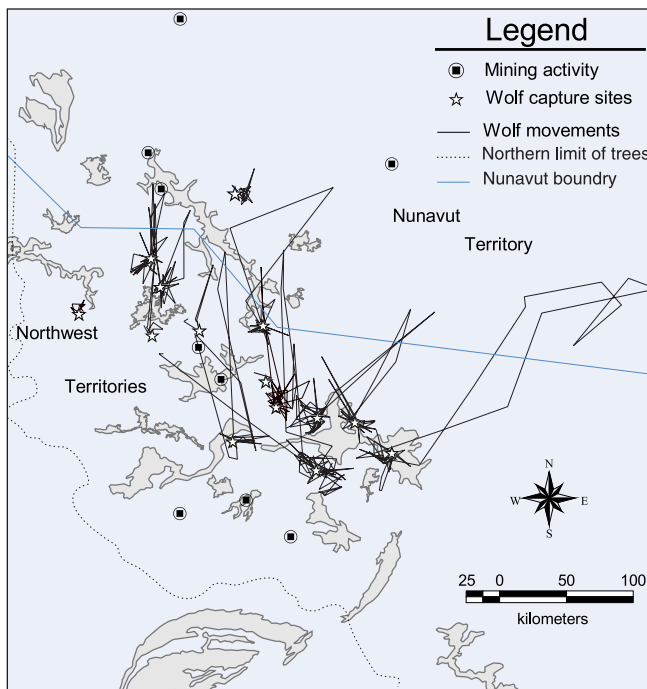 Legend
Mining activity
Wolf capture sites
Wolf movements
Northern limit of trees
Nunavut boundry
Nunavut
Territory
Northwest
Territories
N
W E
S
25 0 50 100
kilometers